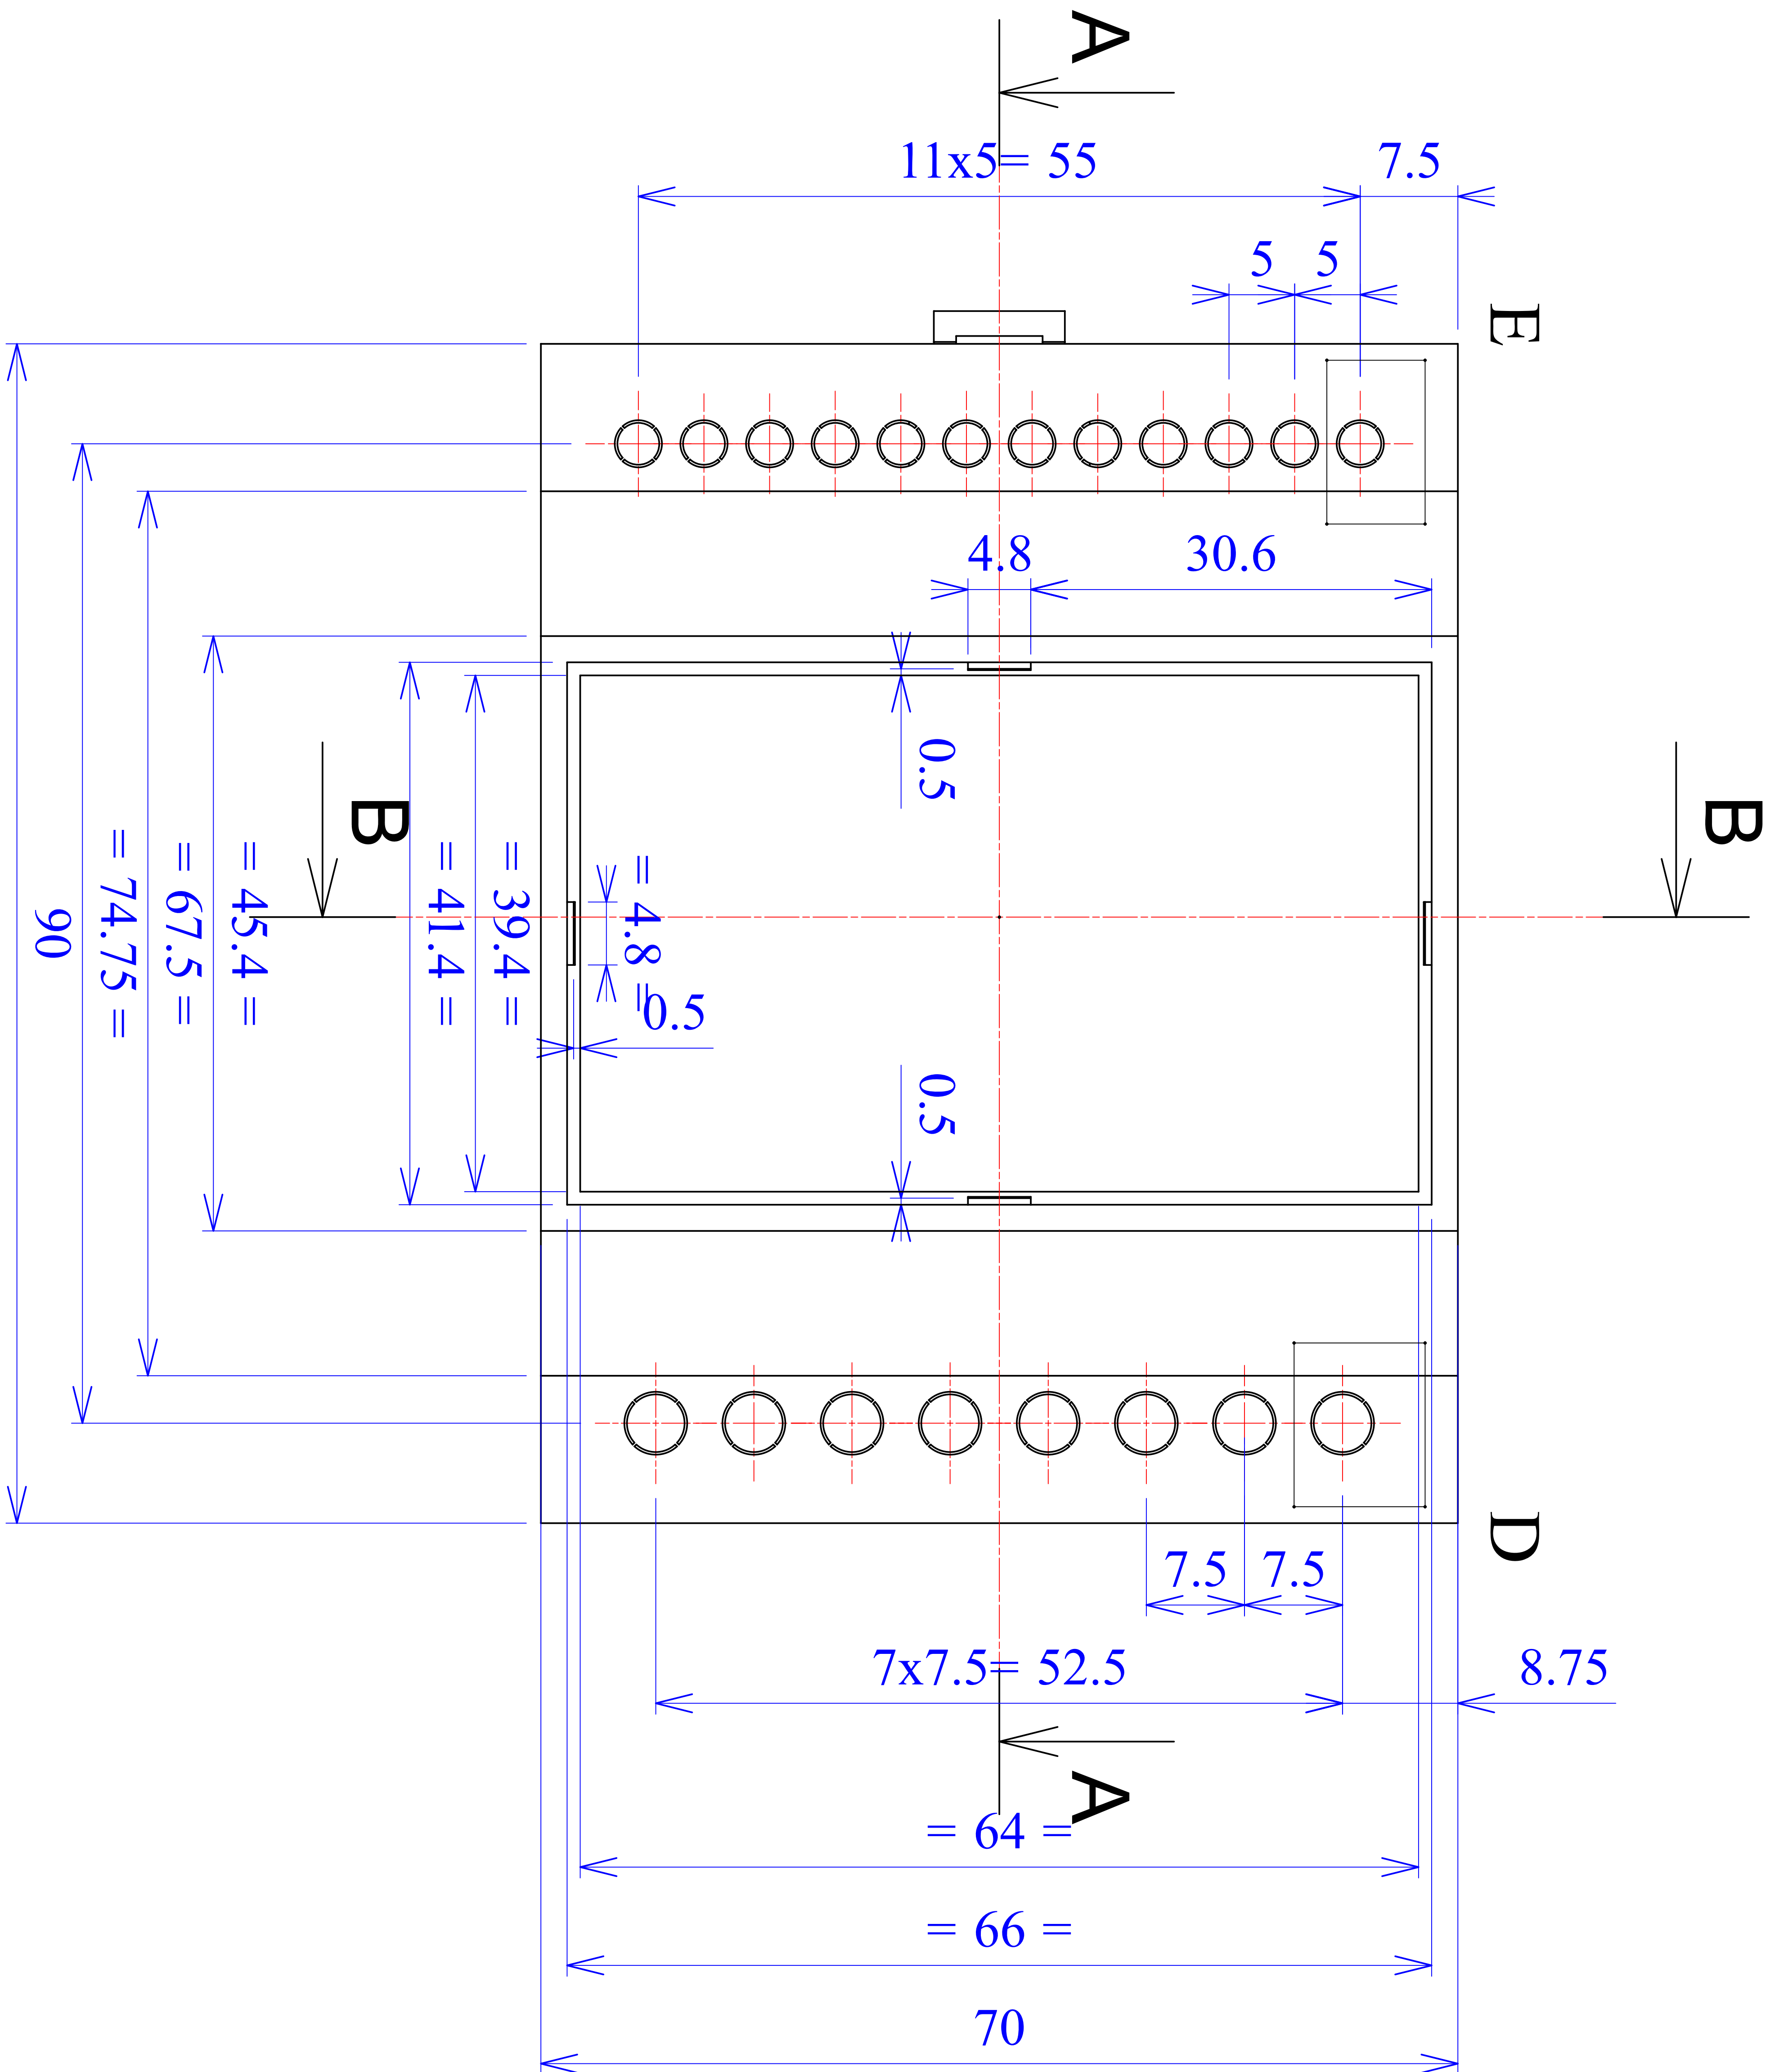 A
11x5= 55
7.5
5
5
E
4.8
30.6
0.5
B
B
= 4.8 =
= 39.4 =
= 41.4 =
= 45.4 =
= 67.5 =
= 74.75 =
90
0.5
0.5
D
7.5
7.5
7x7.5= 52.5
8.75
A
= 64 =
= 66 =
70